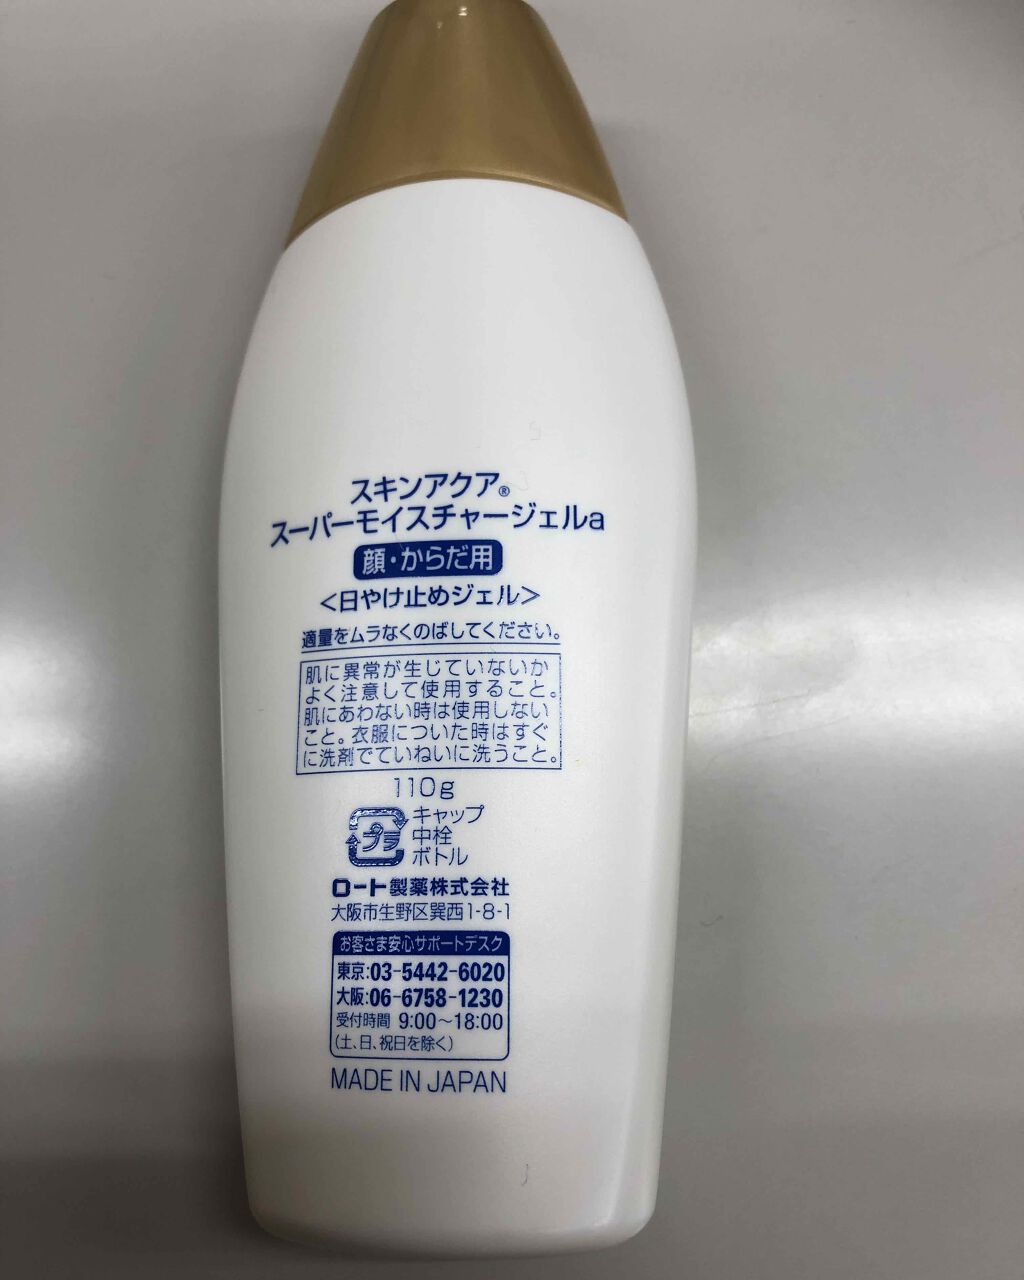 スキンアクア®
スーパーモイスチャージェルa
顔・からだ用
<日やけ止めジェル>
適量をムラなくのばしてください。
肌に異常が生じていないか
よく注意して使用すること。
肌にあわない時は使用しない
こと。衣服についた時はすぐ
に洗剤でていねいに洗うこと。
110g
プラ
キャップ
中栓
ボトル
ロート製薬株式会社
大阪市生野区巽西1-8-1
お客さま安心サポートデスク
東京:03-5442-6020
大阪:06-6758-1230
受付時間 9:00~18:00
(土、日、祝日を除く)
MADE IN JAPAN